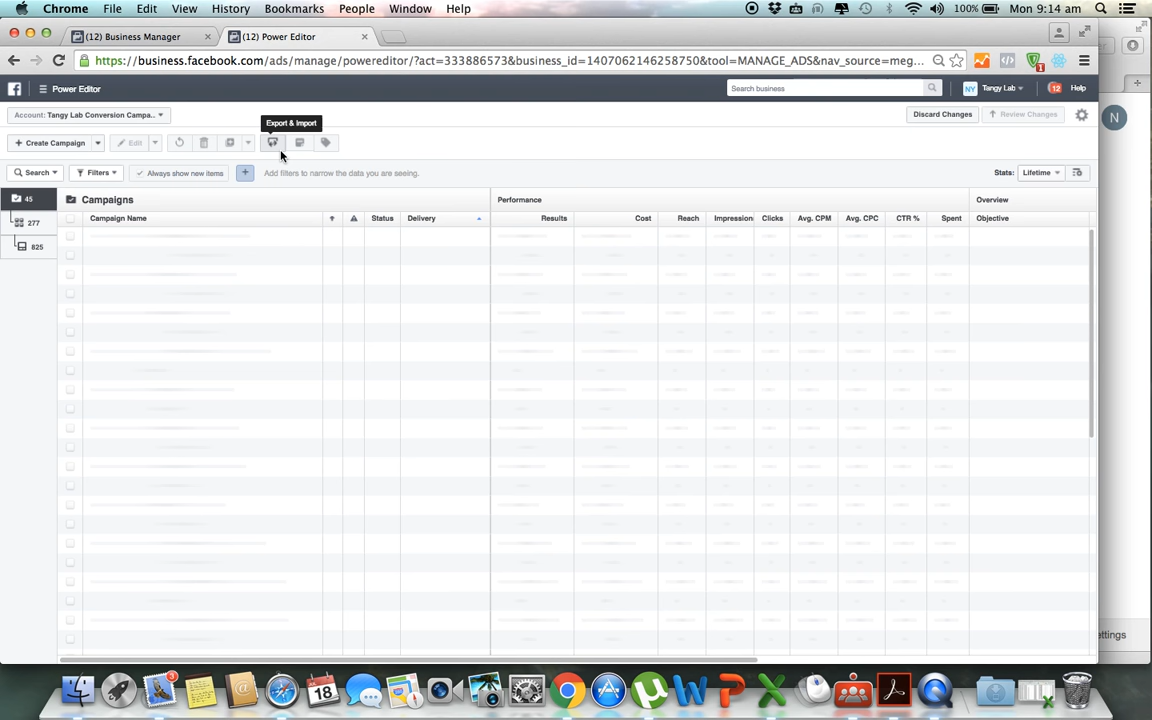 Chrome File Edit View History Bookmarks People Window Help 100% Mon 9:14 am
(12) Business Manager × (12) Power Editor ×
https://business.facebook.com/ads/manage/powereditor/?act=333886573&business_id=1407062146258750&tool=MANAGE_ADS&nav_source=meg... 1
Power Editor Search business NY Tangy Lab 12 Help
Account: Tangy Lab Conversion Campa.. Discard Changes Review Changes
Export & Import
+ Create Campaign Edit
Search Filters Always show new items + Add filters to narrow the data you are seeing. Stats: Lifetime
45 Campaigns Performance Overview
Campaign Name Status Delivery Results Cost Reach Impression Clicks Avg. CPM Avg. CPC CTR % Spent Objective
277
825
N
ettings
3
JUL
18